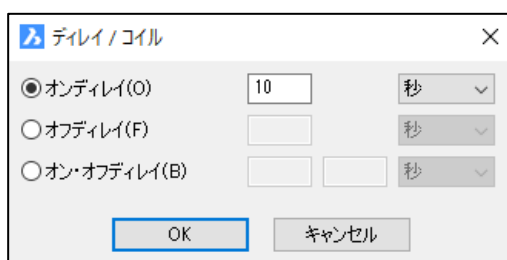 ディレイ / コイル
オンディレイ(O) 10 秒
オフディレイ(F) 秒
オン・オフディレイ(B) 秒
OK キャンセル